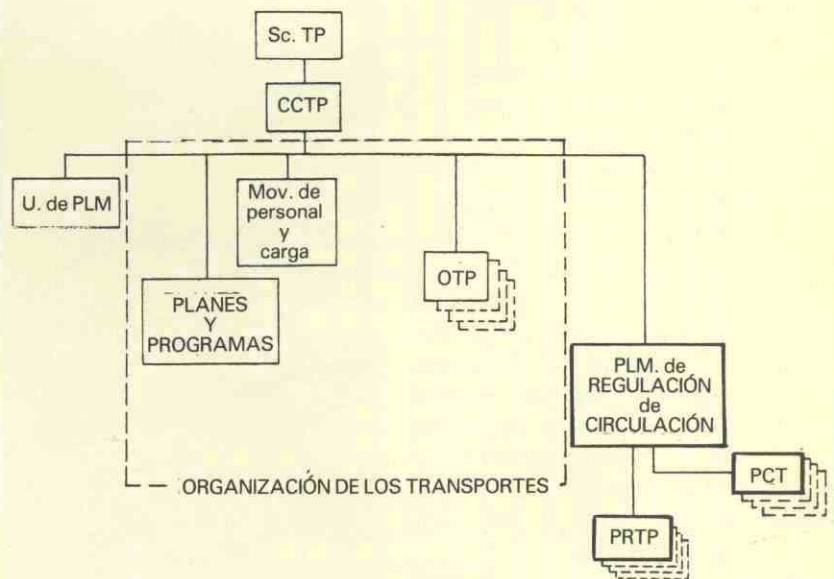 Sc. TP
CCTP
U. de PLM
Mov. de
personal
y
carga
OTP
PLANES
Y
PROGRAMAS
PLM. de
REGULACIÓN
de
CIRCULACIÓN
PCT
ORGANIZACIÓN DE LOS TRANSPORTES
PRTP